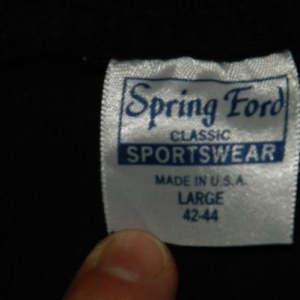 Spring Ford
CLASSIC
SPORTSWEAR
MADE IN U.S.A.
LARGE
42-44